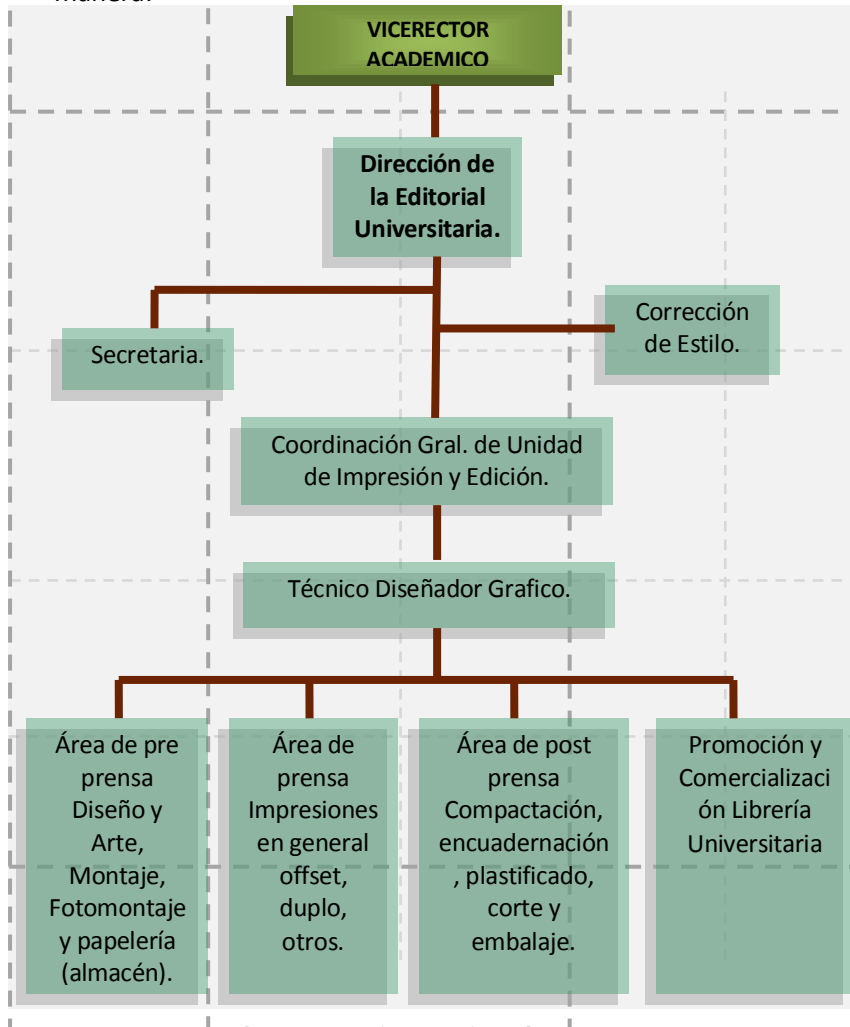 VICERECTOR
ACADEMICO
Dirección de
la Editorial
Universitaria.
Secretaria.
Corrección
de Estilo.
Coordinación Gral. de Unidad
de Impresión y Edición.
Técnico Diseñador Grafico.
Área de pre
prensa
Diseño y
Arte,
Montaje,
Fotomontaje
y papelería
(almacén).
Área de
prensa
Impresiones
en general
offset,
duplo,
otros.
Área de post
prensa
Compactación,
encuadernación
, plastificado,
corte y
embalaje.
Promoción y
Comercializaci
ón Librería
Universitaria